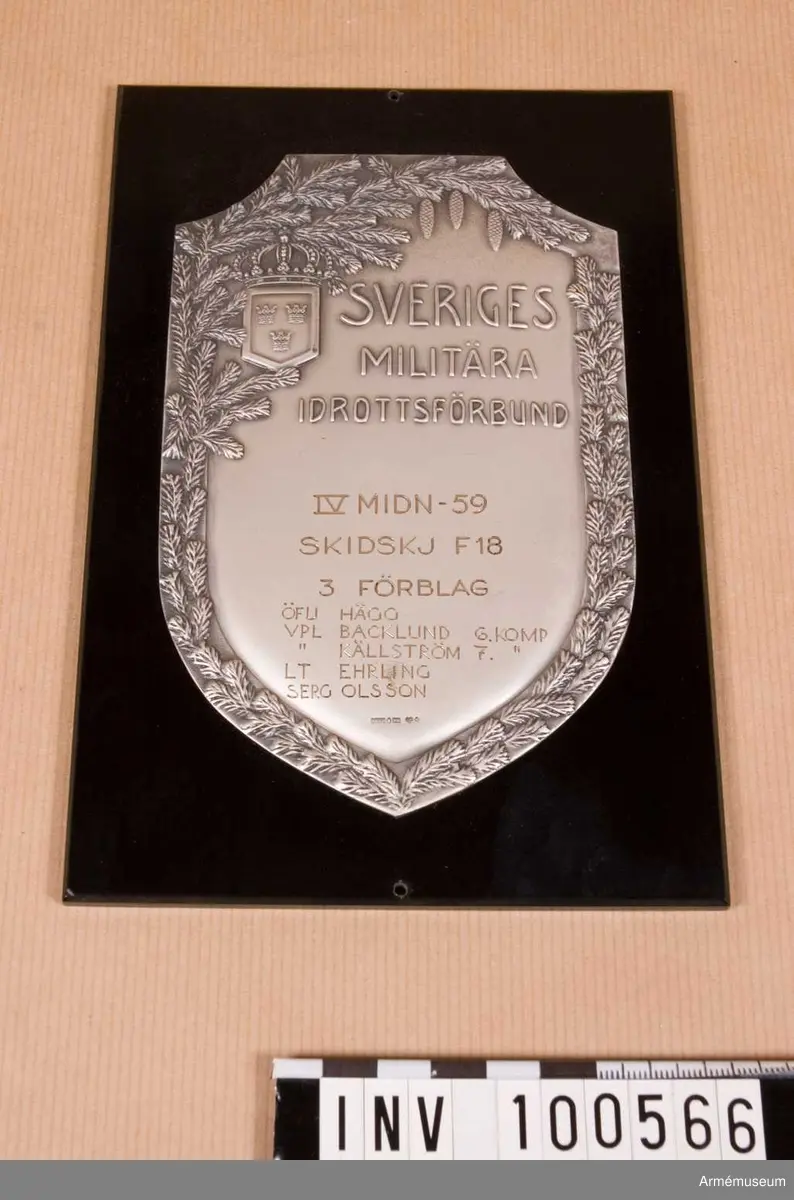 SVERIGES
MILITÄRA
IDROTTSFÖRBUND
IV MIDN-59
SKIDSKJ F18
3 FÖRBLAG
ÖFLI HÄGG
VPL BACKLUND 6.KOMP
" KÄLLSTRÖM 7. "
LT EHRLING
SERG OLSSON
INV 100566
Armémuseum